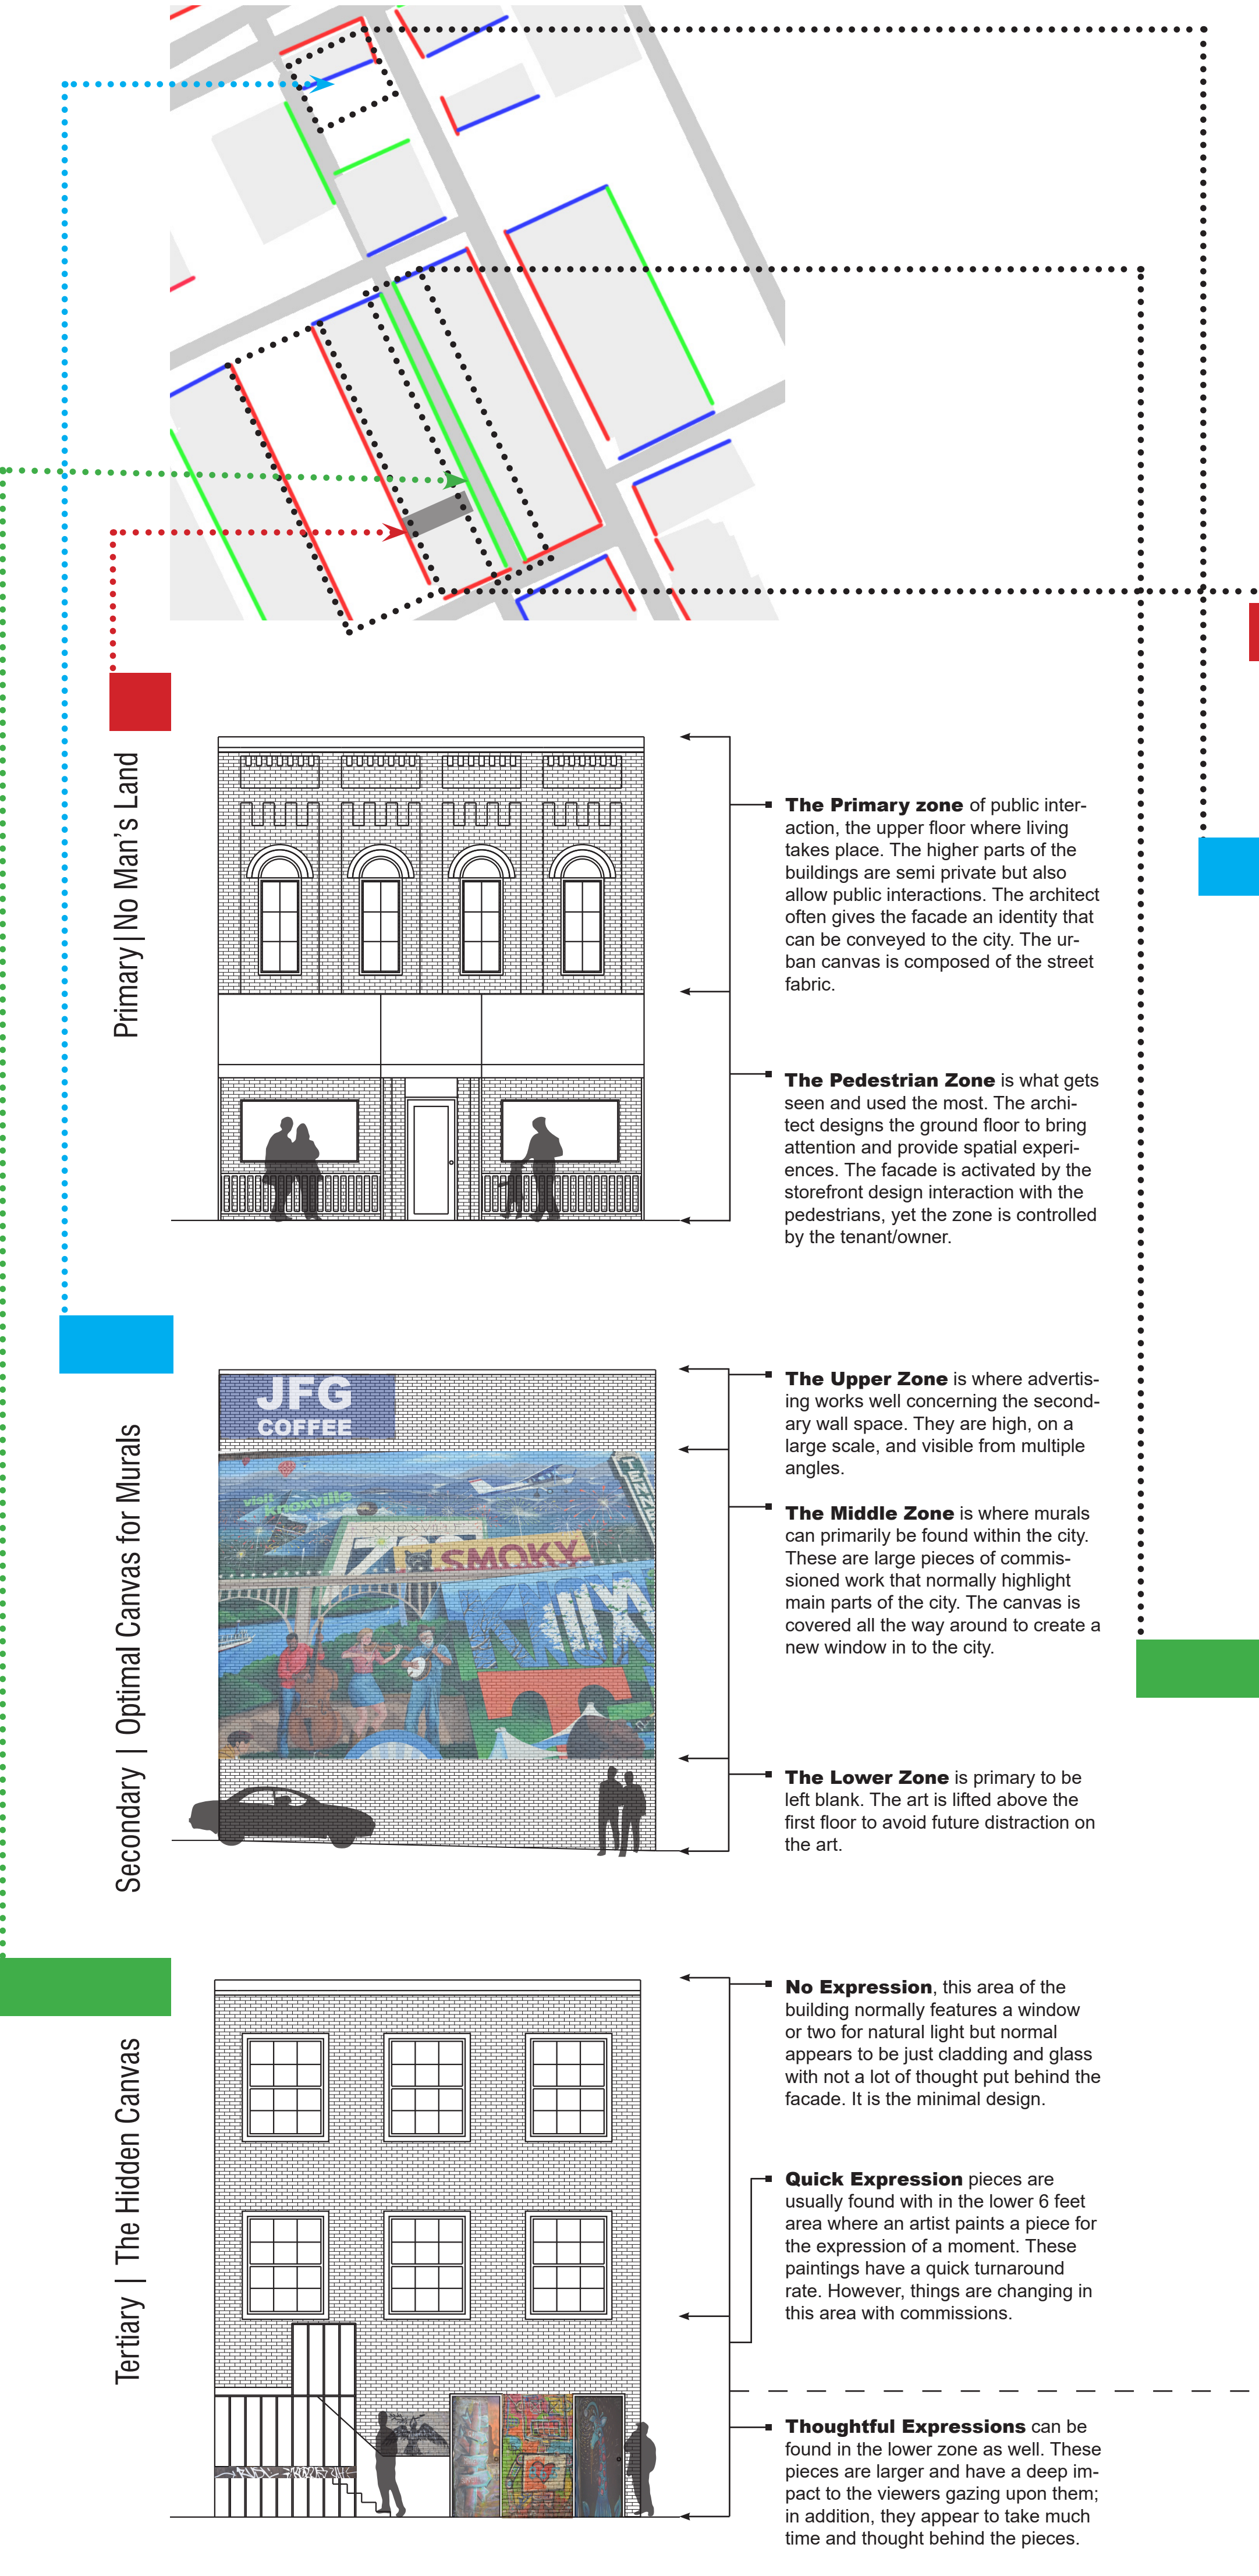 Primary | No Man's Land
The Primary zone of public inter-
action, the upper floor where living
takes place. The higher parts of the
buildings are semi private but also
allow public interactions. The architect
often gives the facade an identity that
can be conveyed to the city. The ur-
ban canvas is composed of the street
fabric.
The Pedestrian Zone is what gets
seen and used the most. The archi-
tect designs the ground floor to bring
attention and provide spatial experi-
ences. The facade is activated by the
storefront design interaction with the
pedestrians, yet the zone is controlled
by the tenant/owner.
Secondary | Optimal Canvas for Murals
JFG
COFFEE
visit
Knoxville
ZOO
SMOKY
KNOX
The Upper Zone is where advertis-
ing works well concerning the second-
ary wall space. They are high, on a
large scale, and visible from multiple
angles.
The Middle Zone is where murals
can primarily be found within the city.
These are large pieces of commis-
sioned work that normally highlight
main parts of the city. The canvas is
covered all the way around to create a
new window in to the city.
The Lower Zone is primary to be
left blank. The art is lifted above the
first floor to avoid future distraction on
the art.
Tertiary | The Hidden Canvas
No Expression, this area of the
building normally features a window
or two for natural light but normal
appears to be just cladding and glass
with not a lot of thought put behind the
facade. It is the minimal design.
Quick Expression pieces are
usually found with in the lower 6 feet
area where an artist paints a piece for
the expression of a moment. These
paintings have a quick turnaround
rate. However, things are changing in
this area with commissions.
Thoughtful Expressions can be
found in the lower zone as well. These
pieces are larger and have a deep im-
pact to the viewers gazing upon them;
in addition, they appear to take much
time and thought behind the pieces.